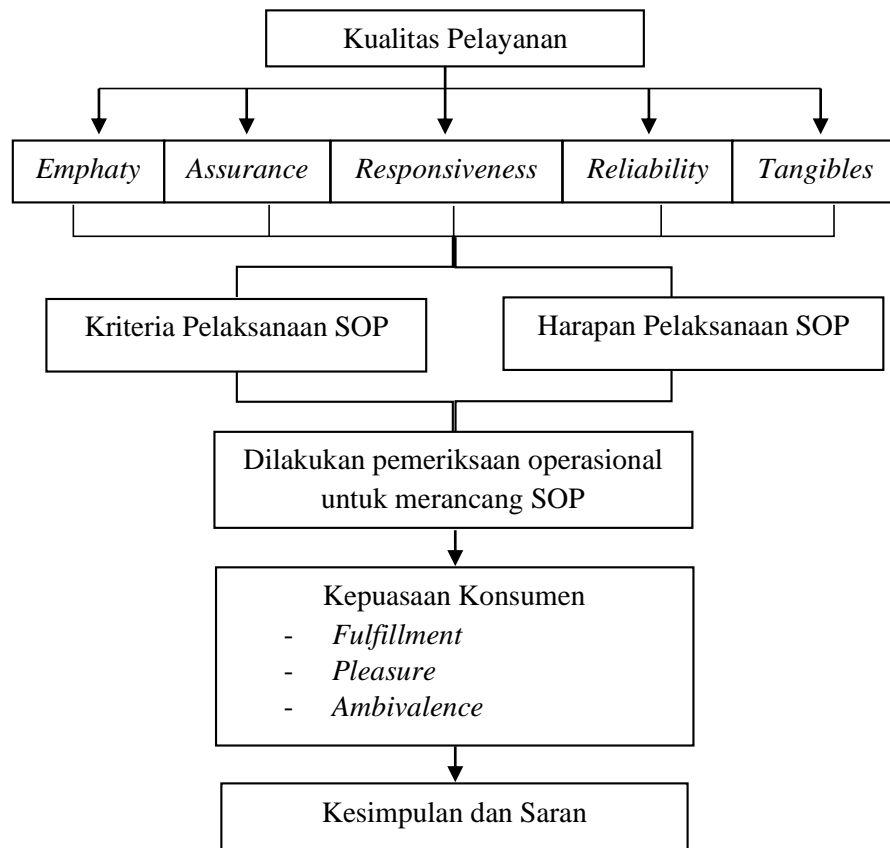 Kualitas Pelayanan
Emphaty
Assurance
Responsiveness
Reliability
Tangibles
Kriteria Pelaksanaan SOP
Harapan Pelaksanaan SOP
Dilakukan pemeriksaan operasional
untuk merancang SOP
Kepuasaan Konsumen
- Fulfillment
- Pleasure
- Ambivalence
Kesimpulan dan Saran